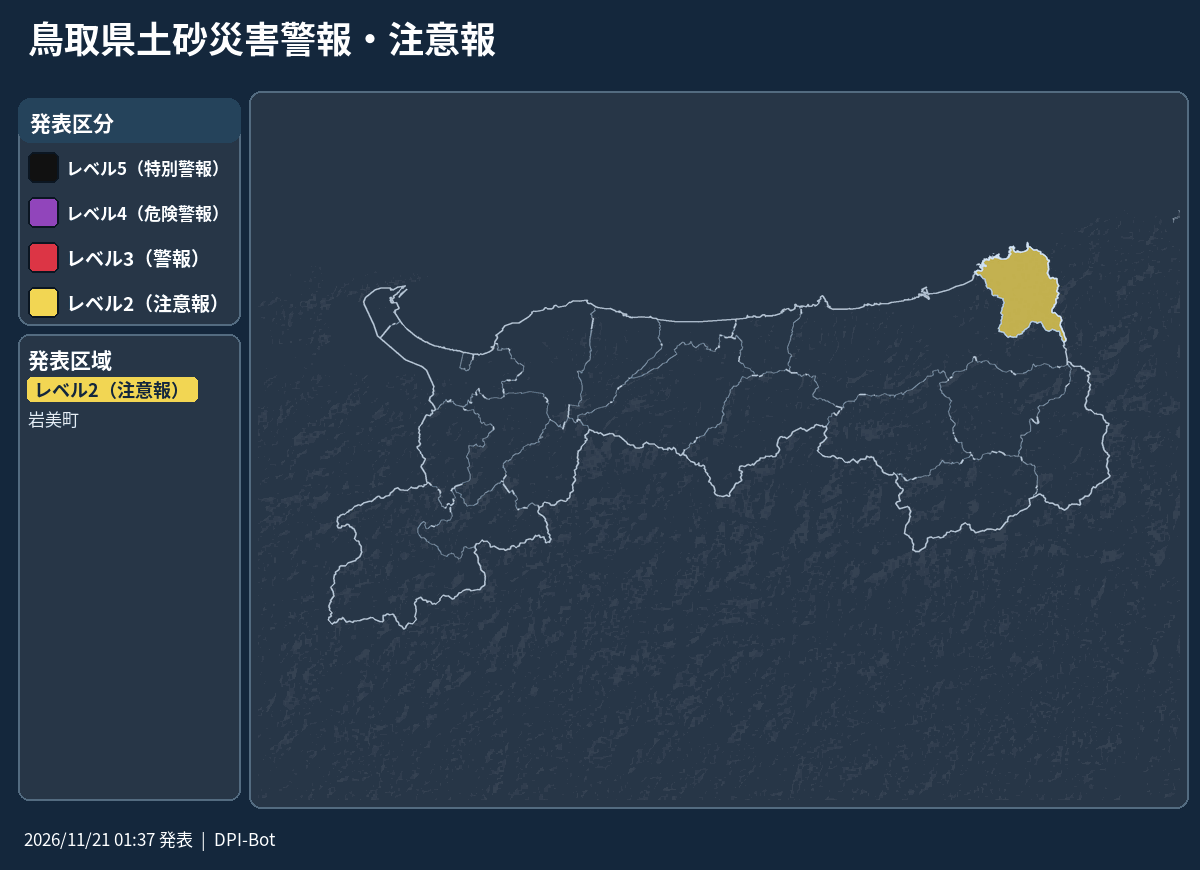 鳥取県土砂災害警報・注意報
発表区分
レベル5（特別警報）
レベル4（危険警報）
レベル3（警報）
レベル2（注意報）
発表区域
レベル2（注意報）
岩美町
2026/11/21 01:37 発表 | DPI-Bot